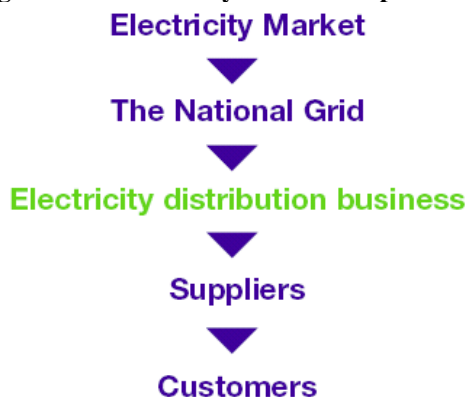 Electricity Market
The National Grid
Electricity distribution business
Suppliers
Customers